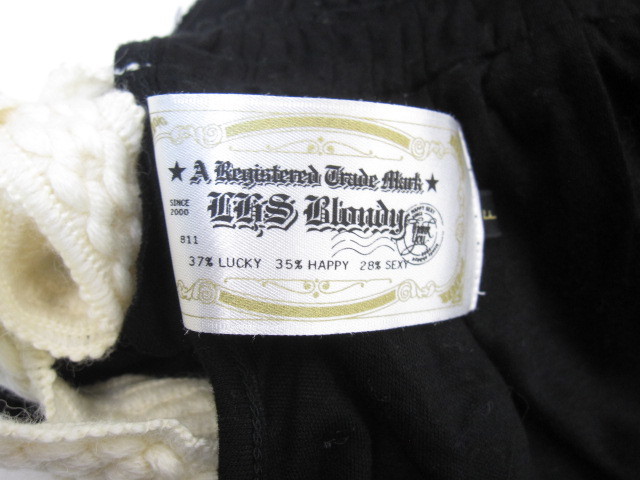 ★ A Registered Trade Mark ★
SINCE
2000
LHS Blondy
811
37% LUCKY 35% HAPPY 28% SEXY
F